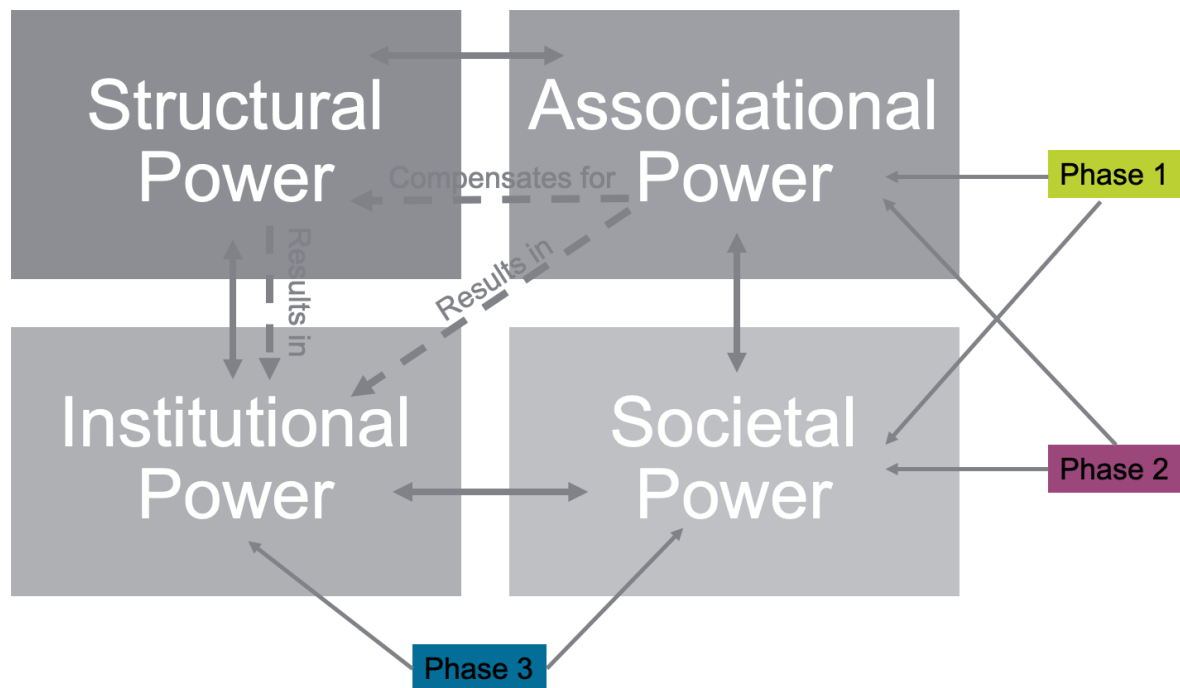 Structural
Power
Associational
Power
Compensates for
Results in
Results in
Phase 1
Institutional
Power
Societal
Power
Phase 2
Phase 3